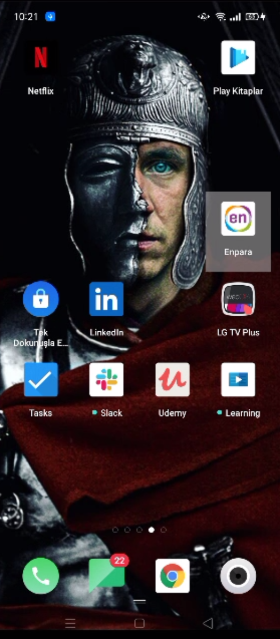 10:21
Netflix
Play Kitaplar
en
Enpara
Tek
Dokunuşla E...
LinkedIn
LG TV Plus
Tasks
Slack
Udemy
Learning
22